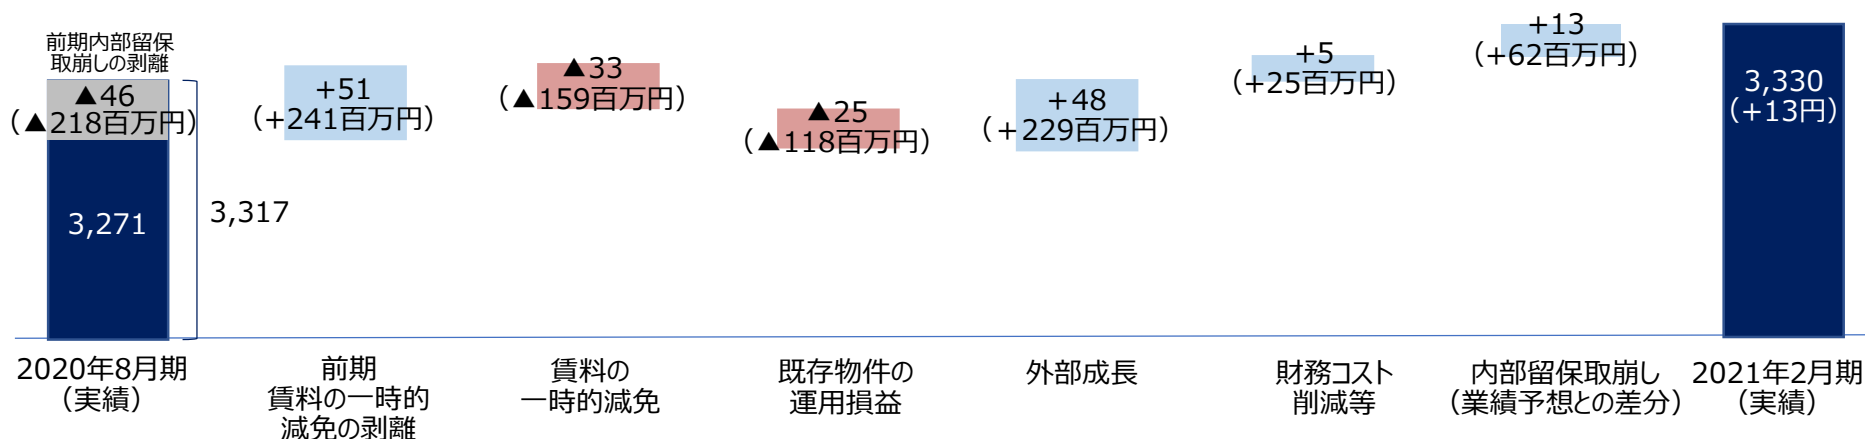 前期内部留保
取崩しの剥離
▲46
(▲218百万円)
3,271
3,317
+51
(+241百万円)
▲33
(▲159百万円)
▲25
(▲118百万円)
+48
(+229百万円)
+5
(+25百万円)
+13
(+62百万円)
3,330
(+13円)
2020年8月期
(実績)
前期
賃料の一時的
減免の剥離
賃料の
一時的減免
既存物件の
運用損益
外部成長
財務コスト
削減等
内部留保取崩し
(業績予想との差分)
2021年2月期
(実績)